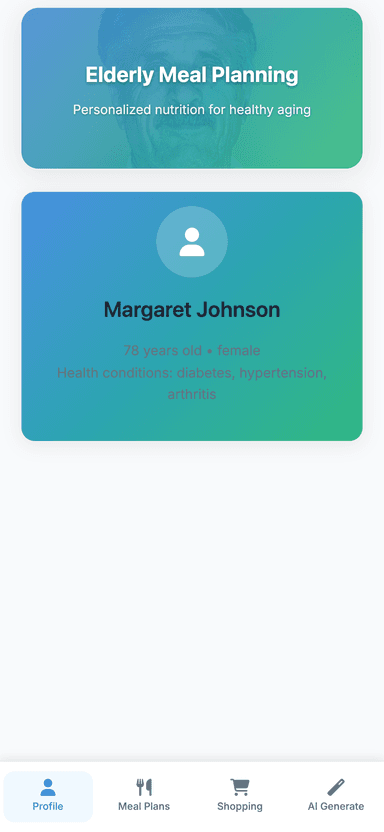 Elderly Meal Planning
Personalized nutrition for healthy aging
Margaret Johnson
78 years old • female
Health conditions: diabetes, hypertension,
arthritis
Profile
Meal Plans
Shopping
AI Generate